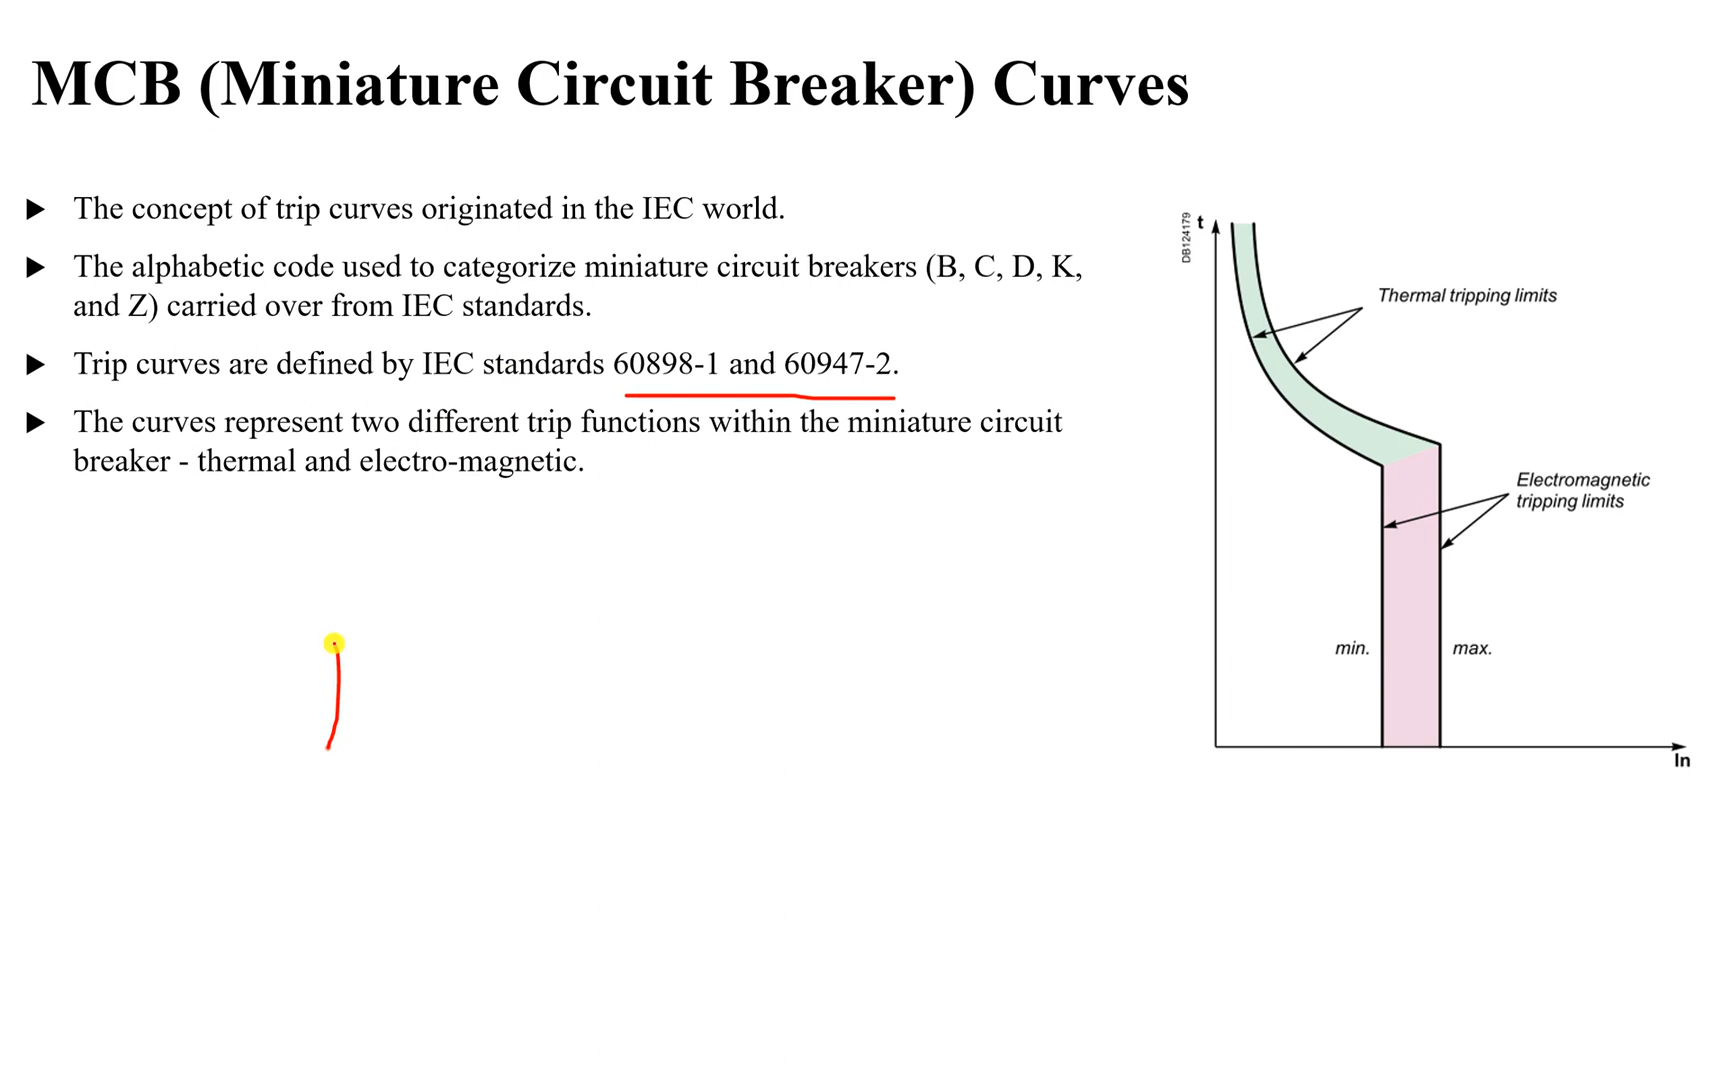 MCB (Miniature Circuit Breaker) Curves
The concept of trip curves originated in the IEC world.
The alphabetic code used to categorize miniature circuit breakers (B, C, D, K,
and Z) carried over from IEC standards.
Trip curves are defined by IEC standards 60898-1 and 60947-2.
The curves represent two different trip functions within the miniature circuit
breaker - thermal and electro-magnetic.
DB124179
t
Thermal tripping limits
Electromagnetic
tripping limits
min.
max.
In